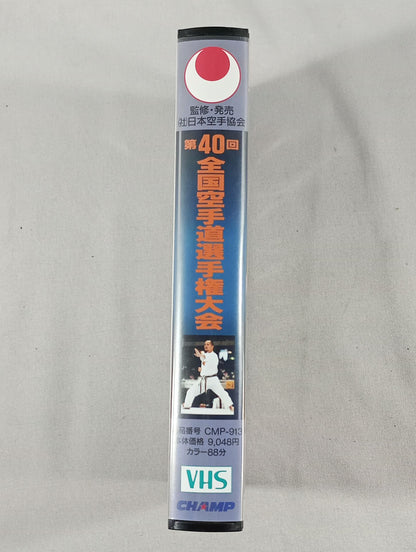 監修・発売
(社)日本空手協会
第40回
全国空手道選手権大会
商品番号 CMP-913
本体価格 9,048円
カラー88分
VHS
CHAMP